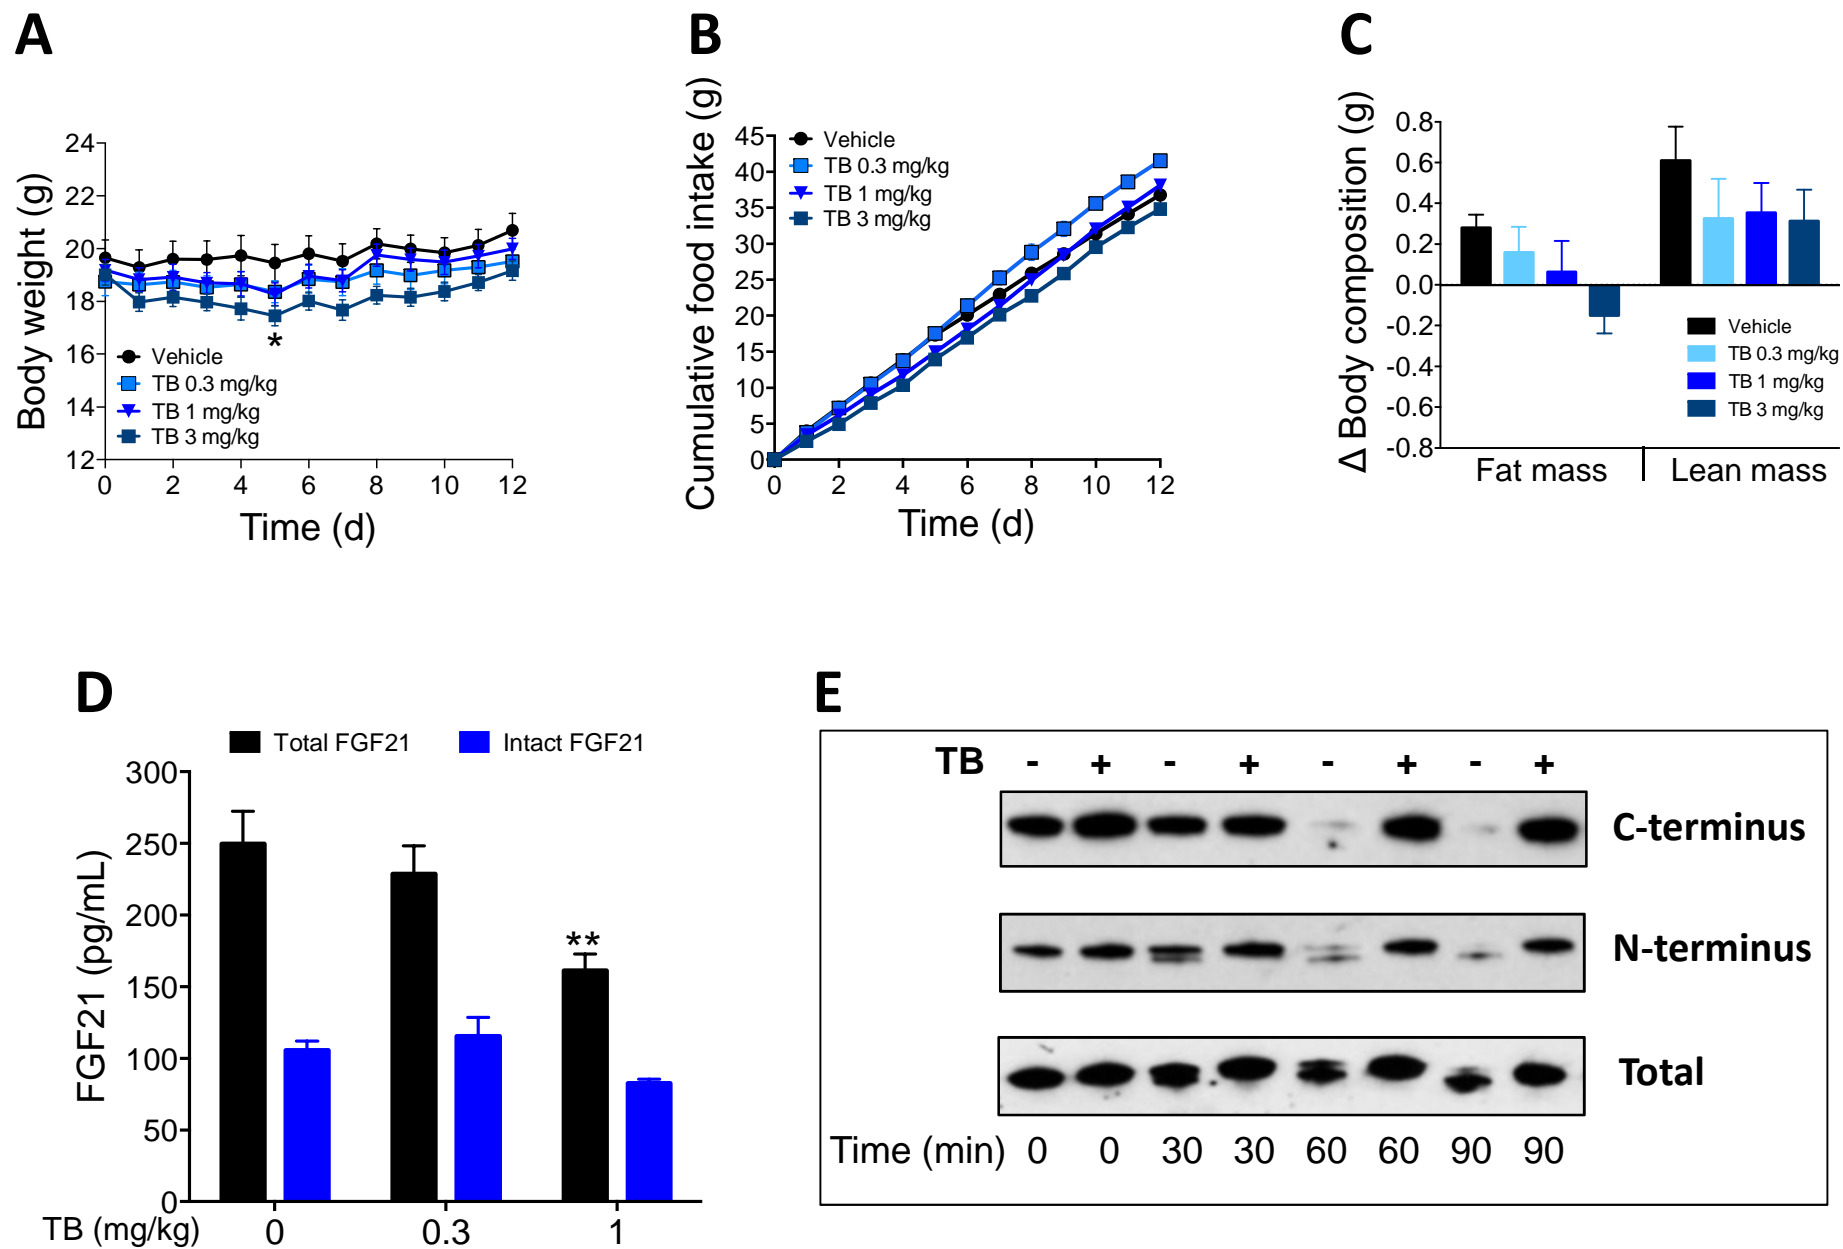 A
Body weight (g)
24
22
20
18
16
14
12
*
Vehicle
TB 0.3 mg/kg
TB 1 mg/kg
TB 3 mg/kg
0 2 4 6 8 10 12
Time (d)
B
Cumulative food intake (g)
45
40
35
30
25
20
15
10
5
0
Vehicle
TB 0.3 mg/kg
TB 1 mg/kg
TB 3 mg/kg
0 2 4 6 8 10 12
Time (d)
C
Δ Body composition (g)
0.8
0.6
0.4
0.2
0.0
-0.2
-0.4
-0.6
-0.8
Vehicle
TB 0.3 mg/kg
TB 1 mg/kg
TB 3 mg/kg
Fat mass Lean mass
D
Total FGF21 Intact FGF21
FGF21 (pg/mL)
300
250
200
150
100
50
0
**
TB (mg/kg) 0 0.3 1
E
TB - + - + - + - +
C-terminus
N-terminus
Total
Time (min) 0 0 30 30 60 60 90 90